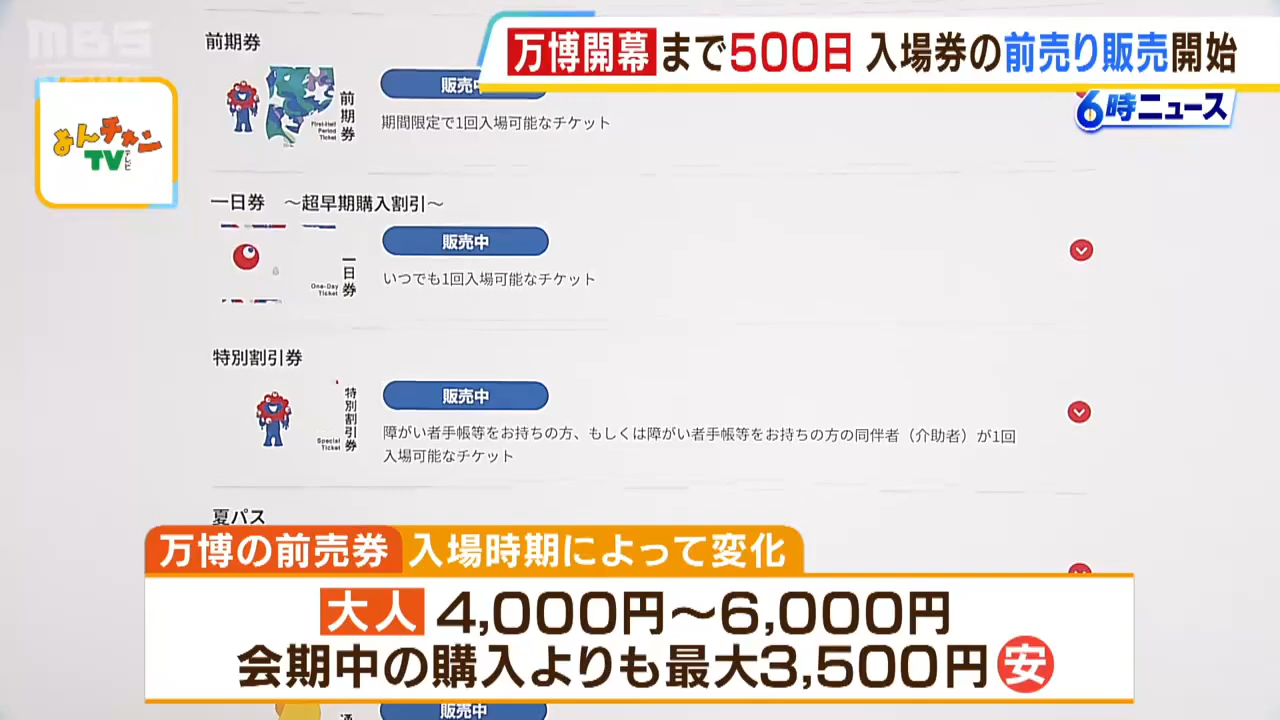 MBS
NEWS
よんチャン
TV
テレビ
万博開幕まで500日 入場券の前売り販売開始
6時ニュース
前期券
前期券
First-Half
Period
Ticket
販売中
期間限定で1回入場可能なチケット
一日券 ～超早期購入割引～
一日券
One-Day
Ticket
販売中
いつでも1回入場可能なチケット
特別割引券
特別割引券
Special
Ticket
販売中
障がい者手帳等をお持ちの方、もしくは障がい者手帳等をお持ちの方の同伴者（介助者）が1回
入場可能なチケット
夏パス
万博の前売券 入場時期によって変化
大人 4,000円～6,000円
会期中の購入よりも最大3,500円安
販売中